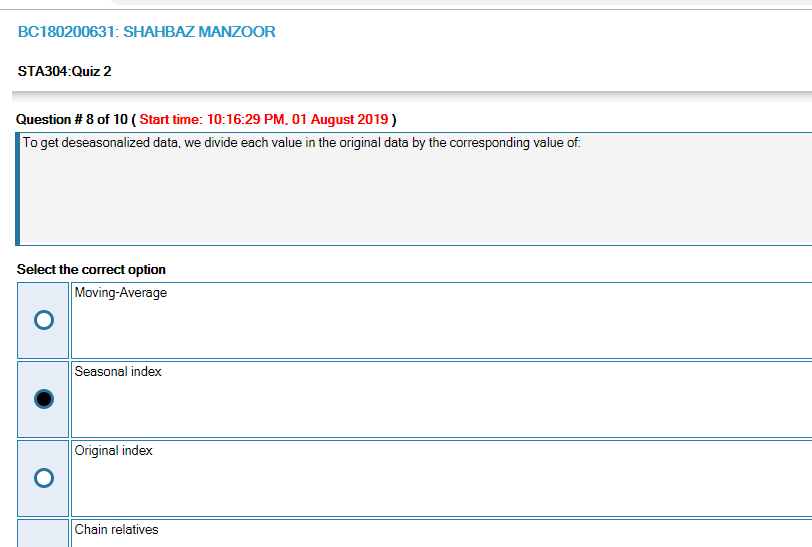 BC180200631: SHAHBAZ MANZOOR
STA304:Quiz 2
Question # 8 of 10 ( Start time: 10:16:29 PM, 01 August 2019 )
To get deseasonalized data, we divide each value in the original data by the corresponding value of:
Select the correct option
Moving-Average
Seasonal index
Original index
Chain relatives